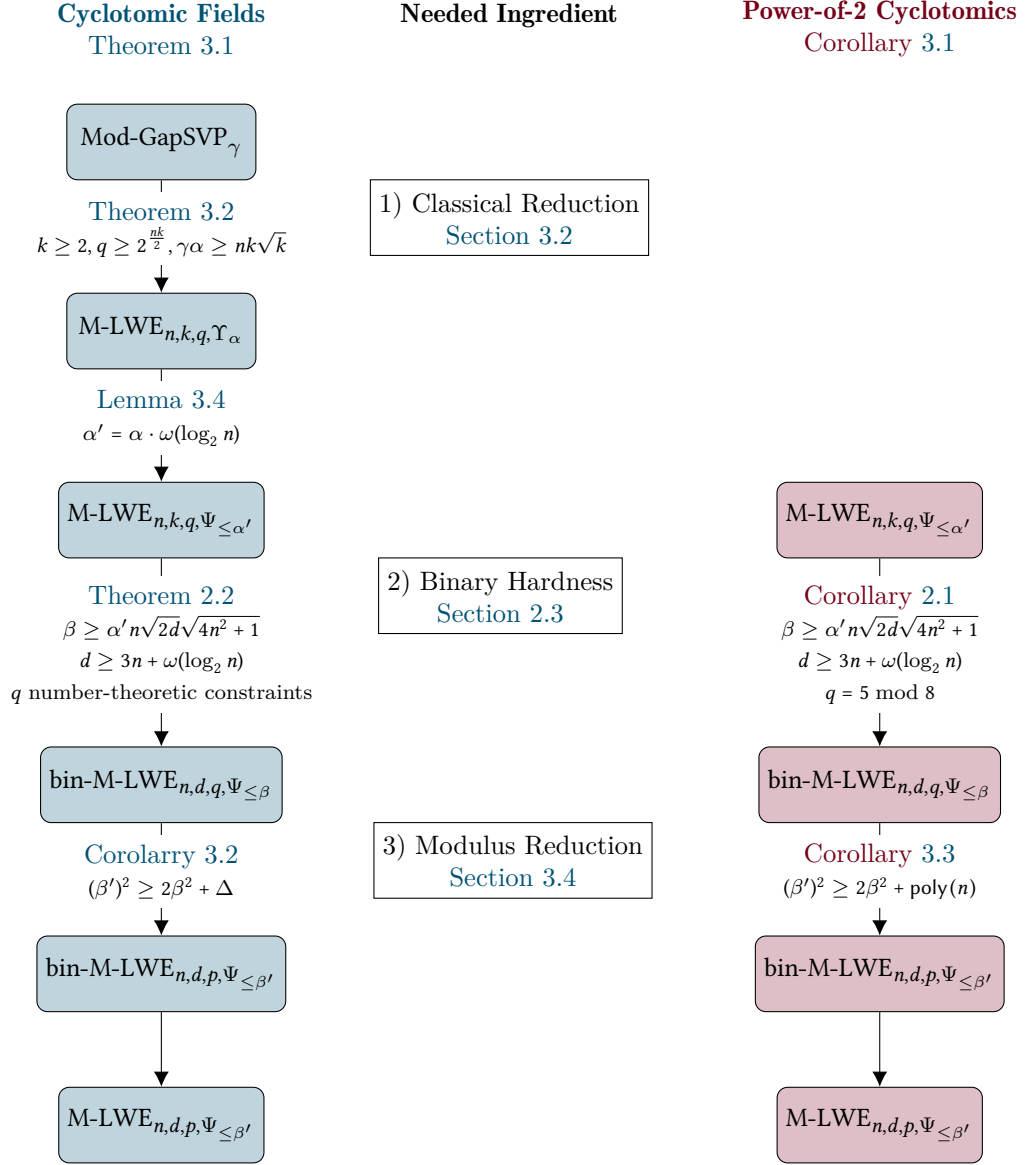 Cyclotomic Fields
Theorem 3.1
Needed Ingredient
Power-of-2 Cyclotomics
Corollary 3.1
Mod-GapSVP_γ
Theorem 3.2
k ≥ 2, q ≥ 2^{nk/2}, γα ≥ nk√k
1) Classical Reduction
Section 3.2
M-LWE_{n,k,q,Υ_α}
Lemma 3.4
α′ = α · ω(log₂ n)
M-LWE_{n,k,q,Ψ_{≤α′}}
M-LWE_{n,k,q,Ψ_{≤α′}}
Theorem 2.2
β ≥ α′n√2d√4n² + 1
d ≥ 3n + ω(log₂ n)
q number-theoretic constraints
2) Binary Hardness
Section 2.3
Corollary 2.1
β ≥ α′n√2d√4n² + 1
d ≥ 3n + ω(log₂ n)
q = 5 mod 8
bin-M-LWE_{n,d,q,Ψ_{≤β}}
bin-M-LWE_{n,d,q,Ψ_{≤β}}
Corolarry 3.2
(β′)² ≥ 2β² + Δ
3) Modulus Reduction
Section 3.4
Corollary 3.3
(β′)² ≥ 2β² + poly(n)
bin-M-LWE_{n,d,p,Ψ_{≤β′}}
bin-M-LWE_{n,d,p,Ψ_{≤β′}}
M-LWE_{n,d,p,Ψ_{≤β′}}
M-LWE_{n,d,p,Ψ_{≤β′}}